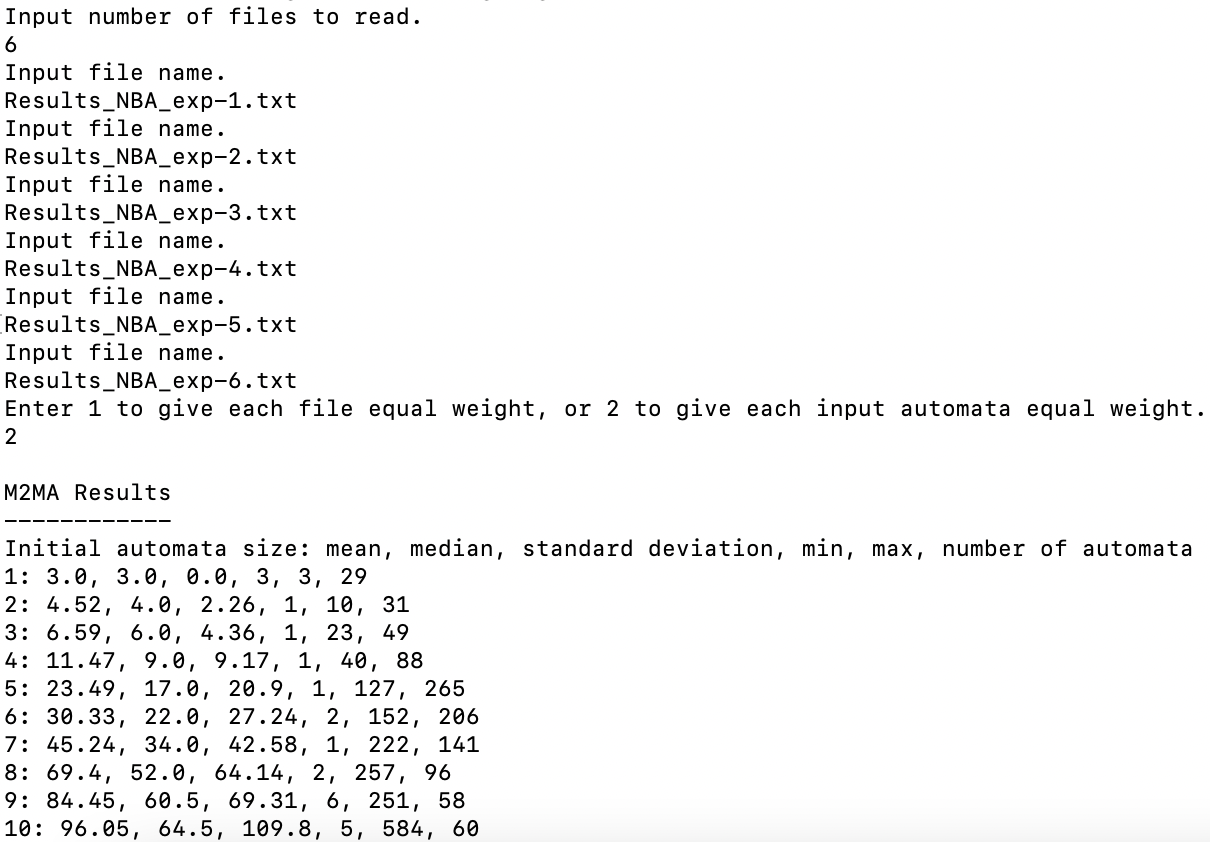 Input number of files to read.
6
Input file name.
Results_NBA_exp-1.txt
Input file name.
Results_NBA_exp-2.txt
Input file name.
Results_NBA_exp-3.txt
Input file name.
Results_NBA_exp-4.txt
Input file name.
Results_NBA_exp-5.txt
Input file name.
Results_NBA_exp-6.txt
Enter 1 to give each file equal weight, or 2 to give each input automata equal weight.
2
M2MA Results
------------
Initial automata size: mean, median, standard deviation, min, max, number of automata
1: 3.0, 3.0, 0.0, 3, 3, 29
2: 4.52, 4.0, 2.26, 1, 10, 31
3: 6.59, 6.0, 4.36, 1, 23, 49
4: 11.47, 9.0, 9.17, 1, 40, 88
5: 23.49, 17.0, 20.9, 1, 127, 265
6: 30.33, 22.0, 27.24, 2, 152, 206
7: 45.24, 34.0, 42.58, 1, 222, 141
8: 69.4, 52.0, 64.14, 2, 257, 96
9: 84.45, 60.5, 69.31, 6, 251, 58
10: 96.05, 64.5, 109.8, 5, 584, 60